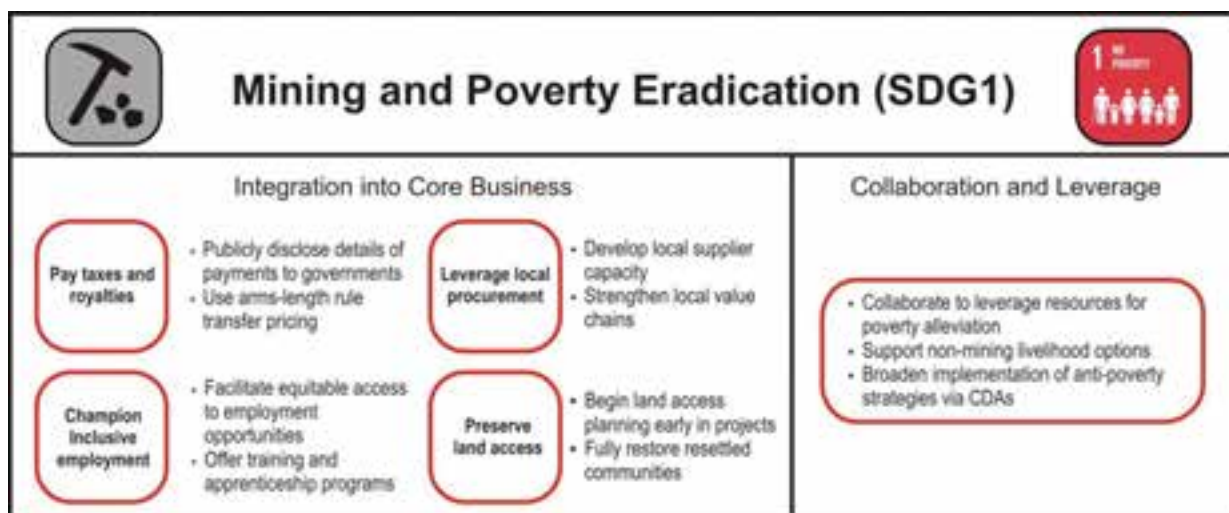 Mining and Poverty Eradication (SDG1)
1 NO
POVERTY
Integration into Core Business
Pay taxes and
royalties
• Publicly disclose details of
payments to governments
• Use arms-length rule
transfer pricing
Leverage local
procurement
• Develop local supplier
capacity
• Strengthen local value
chains
Champion
Inclusive
employment
• Facilitate equitable access
to employment
opportunities
• Offer training and
apprenticeship programs
Preserve
land access
• Begin land access
planning early in projects
• Fully restore resettled
communities
Collaboration and Leverage
• Collaborate to leverage resources for
poverty alleviation
• Support non-mining livelihood options
• Broaden implementation of anti-poverty
strategies via CDAs